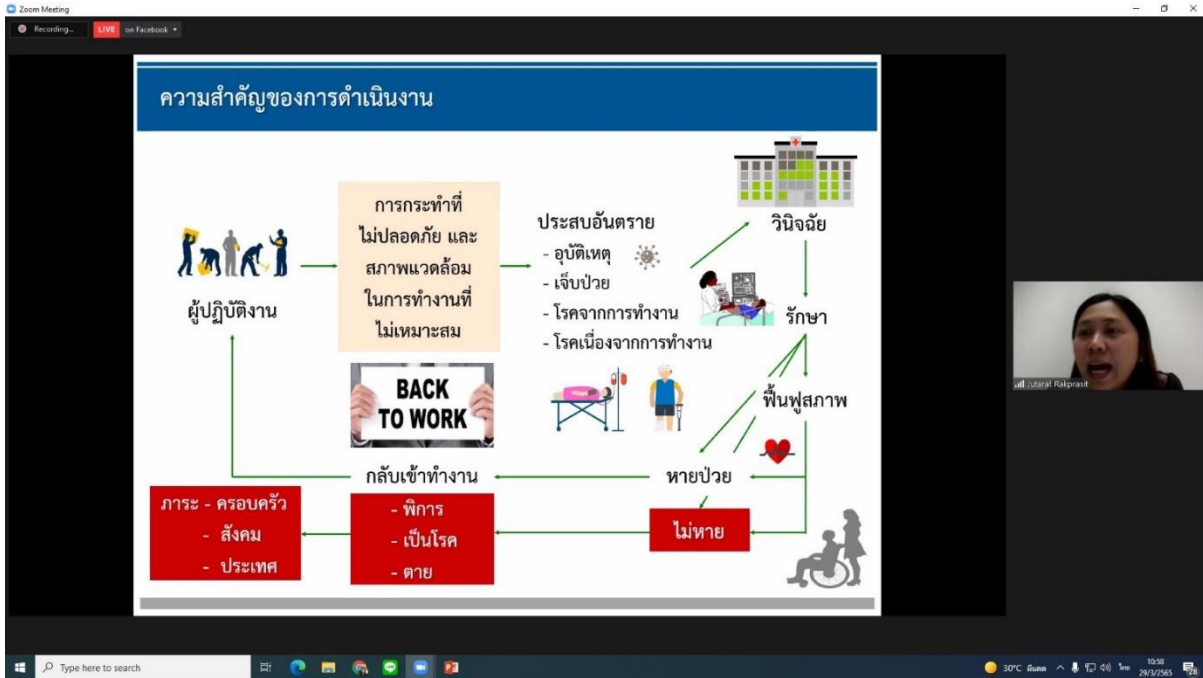 Zoom Meeting
Recording...
LIVE on Facebook
ความสำคัญของการดำเนินงาน
ผู้ปฏิบัติงาน
การกระทำที่
ไม่ปลอดภัย และ
สภาพแวดล้อม
ในการทำงานที่
ไม่เหมาะสม
ประสบอันตราย
- อุบัติเหตุ
- เจ็บป่วย
- โรคจากการทำงาน
- โรคเนื่องจากการทำงาน
วินิจฉัย
รักษา
ฟื้นฟูสภาพ
BACK
TO WORK
กลับเข้าทำงาน
หายป่วย
ไม่หาย
- พิการ
- เป็นโรค
- ตาย
ภาระ - ครอบครัว
- สังคม
- ประเทศ
Jutarat Rakprasit
Type here to search
30°C มีแดด
ไทย
10:58
29/3/2565